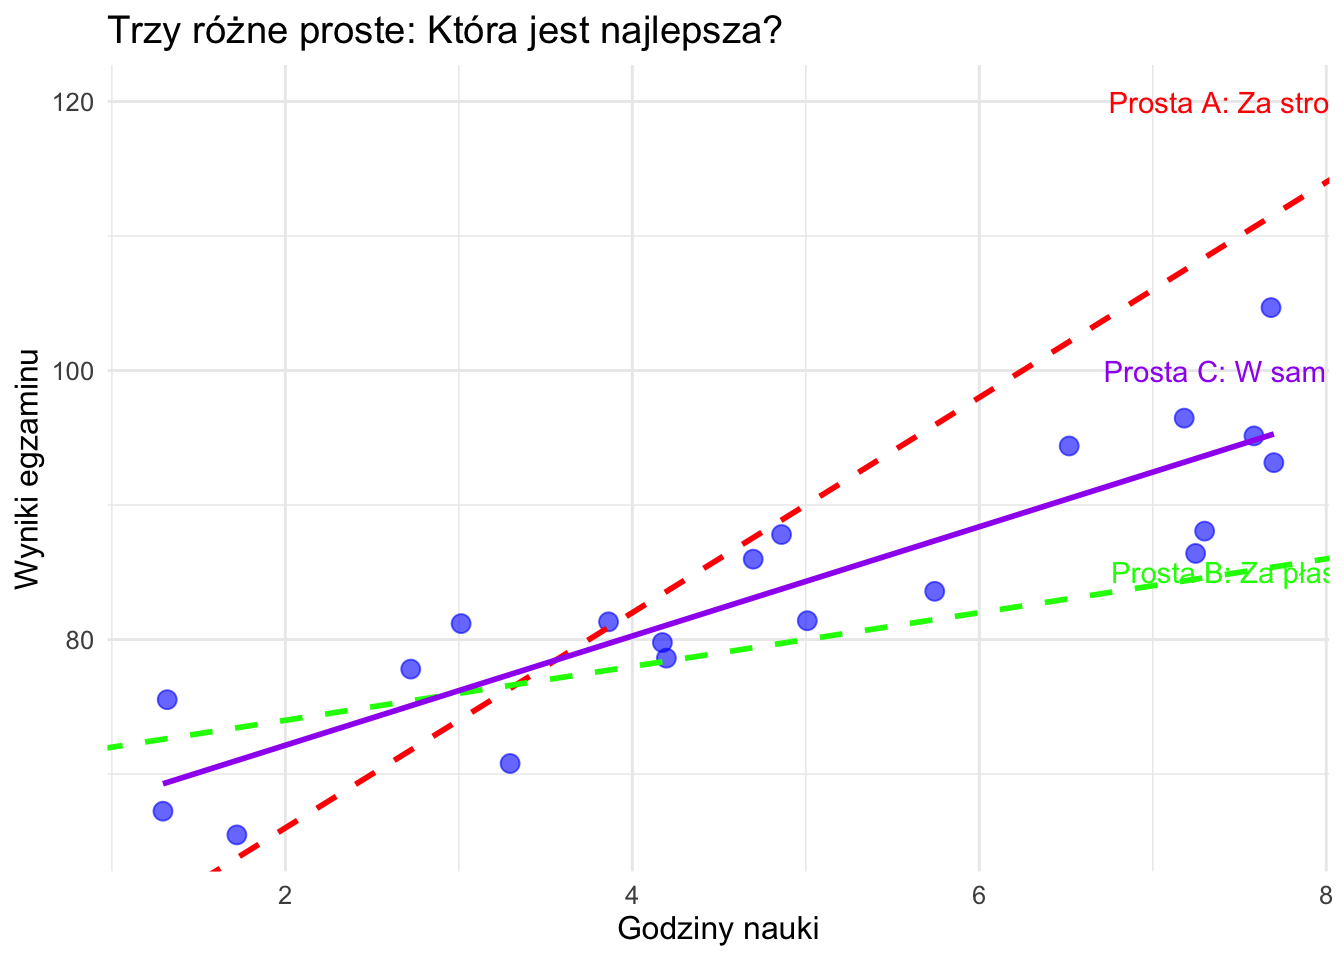 Trzy różne proste: Która jest najlepsza?
120
100
80
Wyniki egzaminu
Prosta A: Za stro
Prosta C: W sam
Prosta B: Za płas
2
4
6
8
Godziny nauki